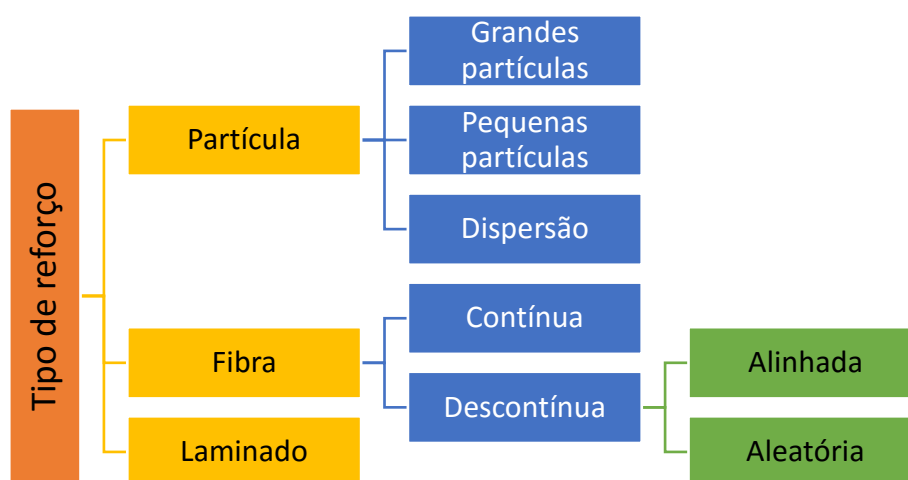 Tipo de reforço
Partícula
Grandes
partículas
Pequenas
partículas
Dispersão
Fibra
Contínua
Descontínua
Alinhada
Aleatória
Laminado